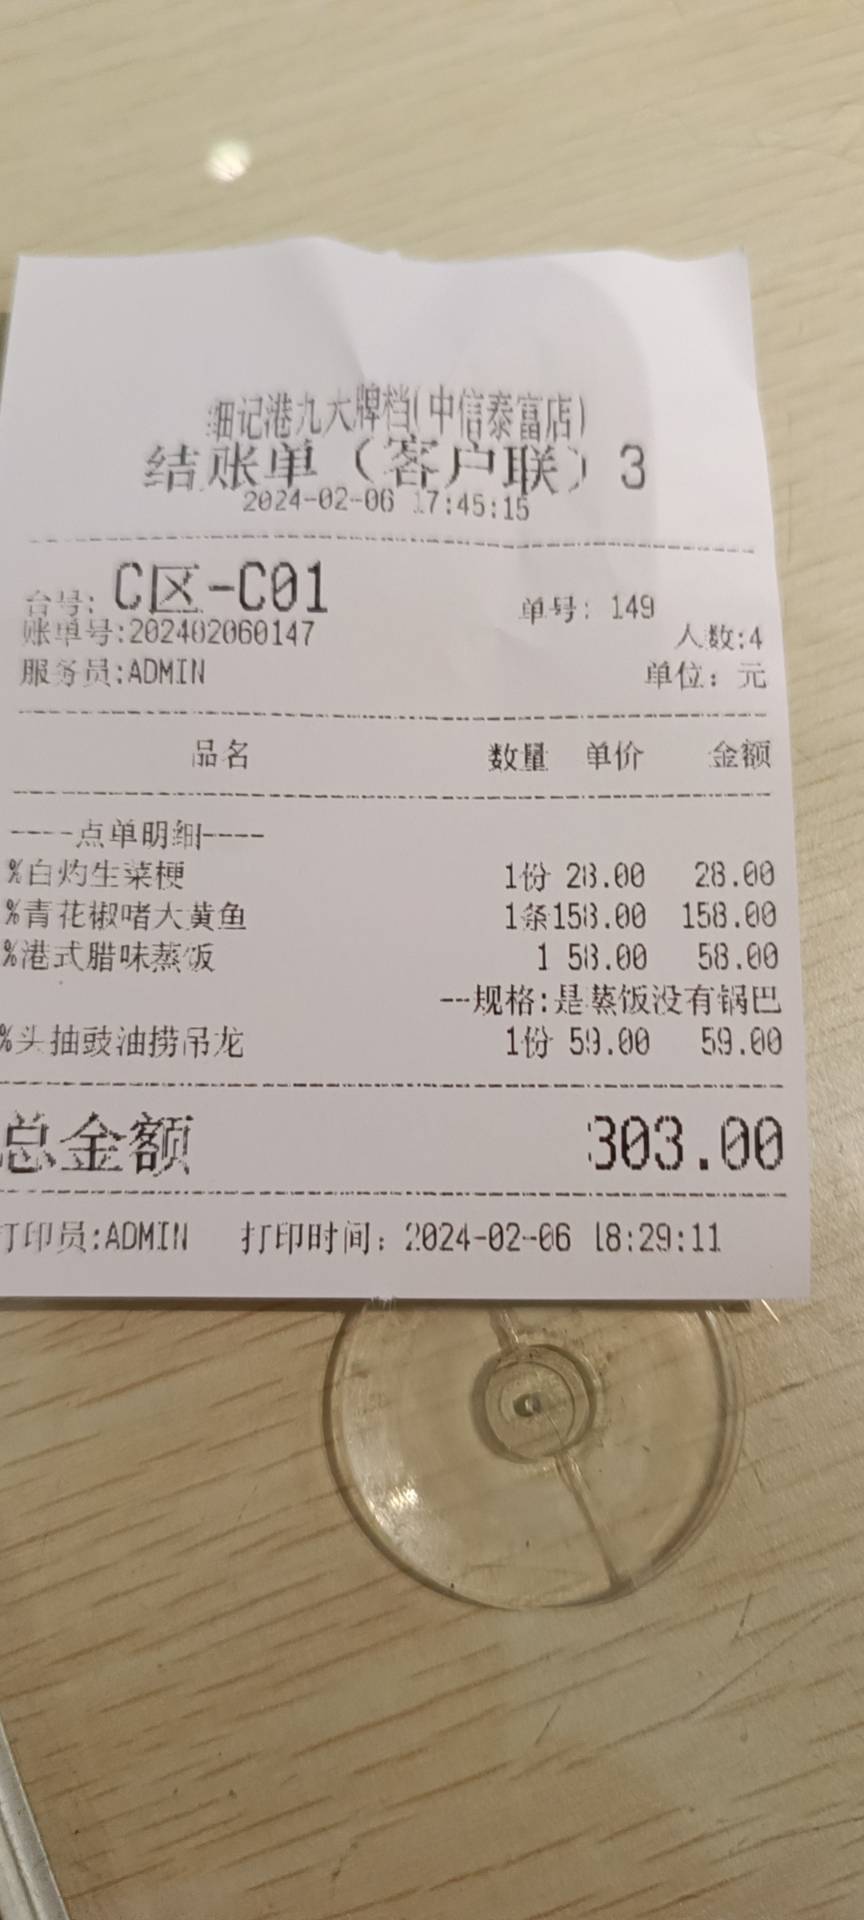 细记港九大牌档(中信泰富店)
结账单（客户联）3
2024-02-06 17:45:15
台号: C区-C01 单号: 149
账单号:202402060147 人数:4
服务员:ADMIN 单位: 元
品名 数量 单价 金额
----点单明细----
%白灼生菜梗 1份 28.00 28.00
%青花椒啫大黄鱼 1条158.00 158.00
%港式腊味蒸饭 1 58.00 58.00
---规格:是蒸饭没有锅巴
%头抽豉油捞吊龙 1份 59.00 59.00
总金额 303.00
打印员:ADMIN 打印时间: 2024-02-06 18:29:11